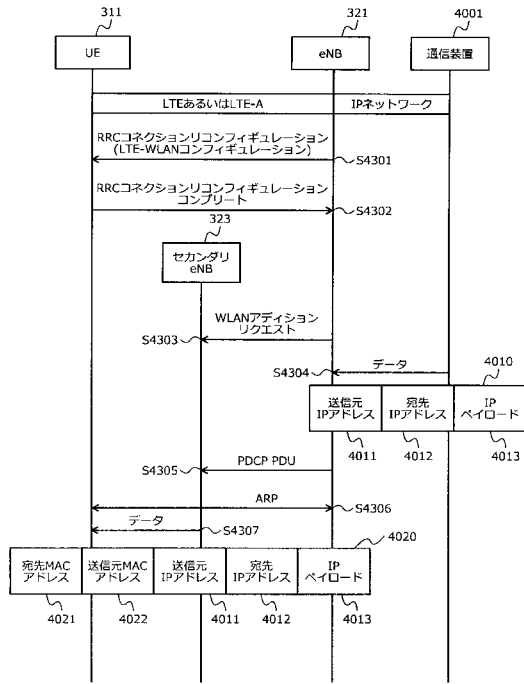 311
321
4001
UE
eNB
通信装置
LTEあるいはLTE-A
IPネットワーク
RRCコネクションリコンフィギュレーション
(LTE-WLANコンフィギュレーション)
S4301
RRCコネクションリコンフィギュレーション
コンプリート
S4302
323
セカンダリ
eNB
WLANアディション
リクエスト
S4303
データ
S4304
4010
送信元
IPアドレス
宛先
IPアドレス
IP
ペイロード
4011
4012
4013
PDCP PDU
S4305
ARP
S4306
データ
S4307
4020
宛先MAC
アドレス
送信元MAC
アドレス
送信元
IPアドレス
宛先
IPアドレス
IP
ペイロード
4021
4022
4011
4012
4013